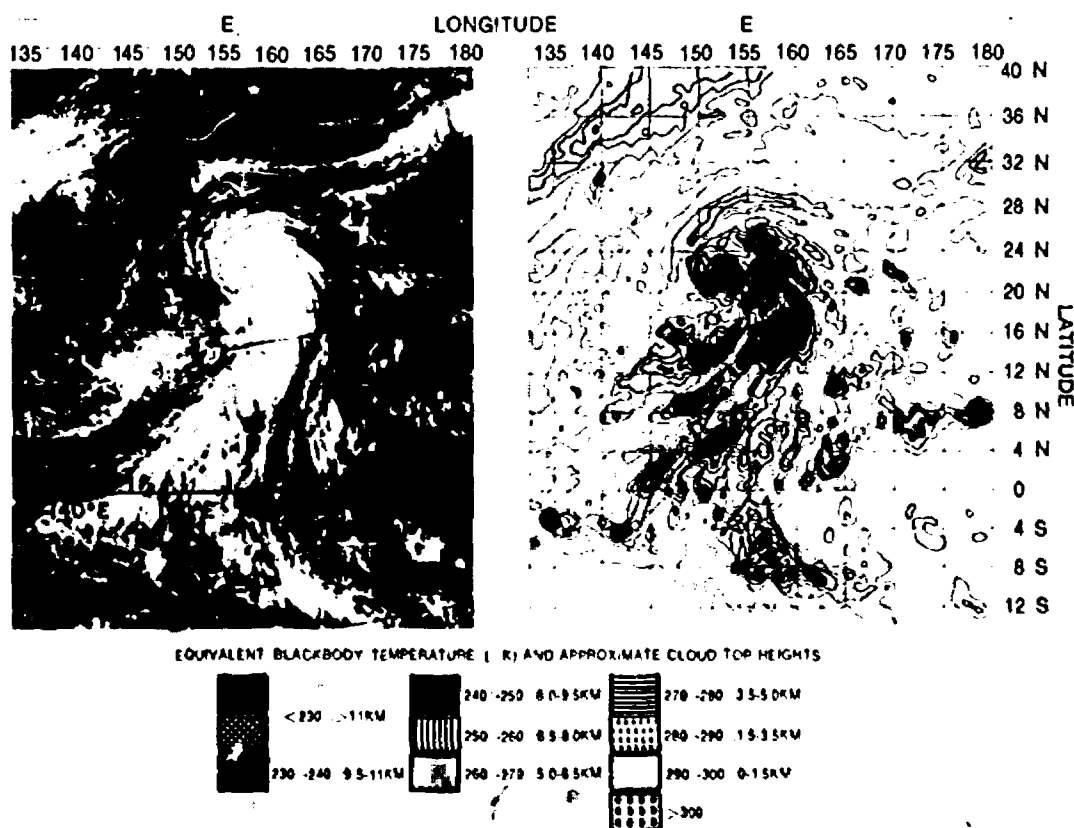 E LONGITUDE E
135 140 145 150 155 160 165 170 175 180 135 140 145 150 155 160 165 170 175 180
40 N
36 N
32 N
28 N
24 N
20 N
16 N
12 N
8 N
4 N
0
4 S
8 S
12 S
LATITUDE
EQUIVALENT BLACKBODY TEMPERATURE ( K) AND APPROXIMATE CLOUD TOP HEIGHTS
<230 >11KM
230 -240 9.5-11KM
240 -250 8.0-9.5KM
250 -260 6.5-8.0KM
260 -270 5.0-6.5KM
270 -280 3.5-5.0KM
280 -290 1.5-3.5KM
290 -300 0-1.5KM
>300